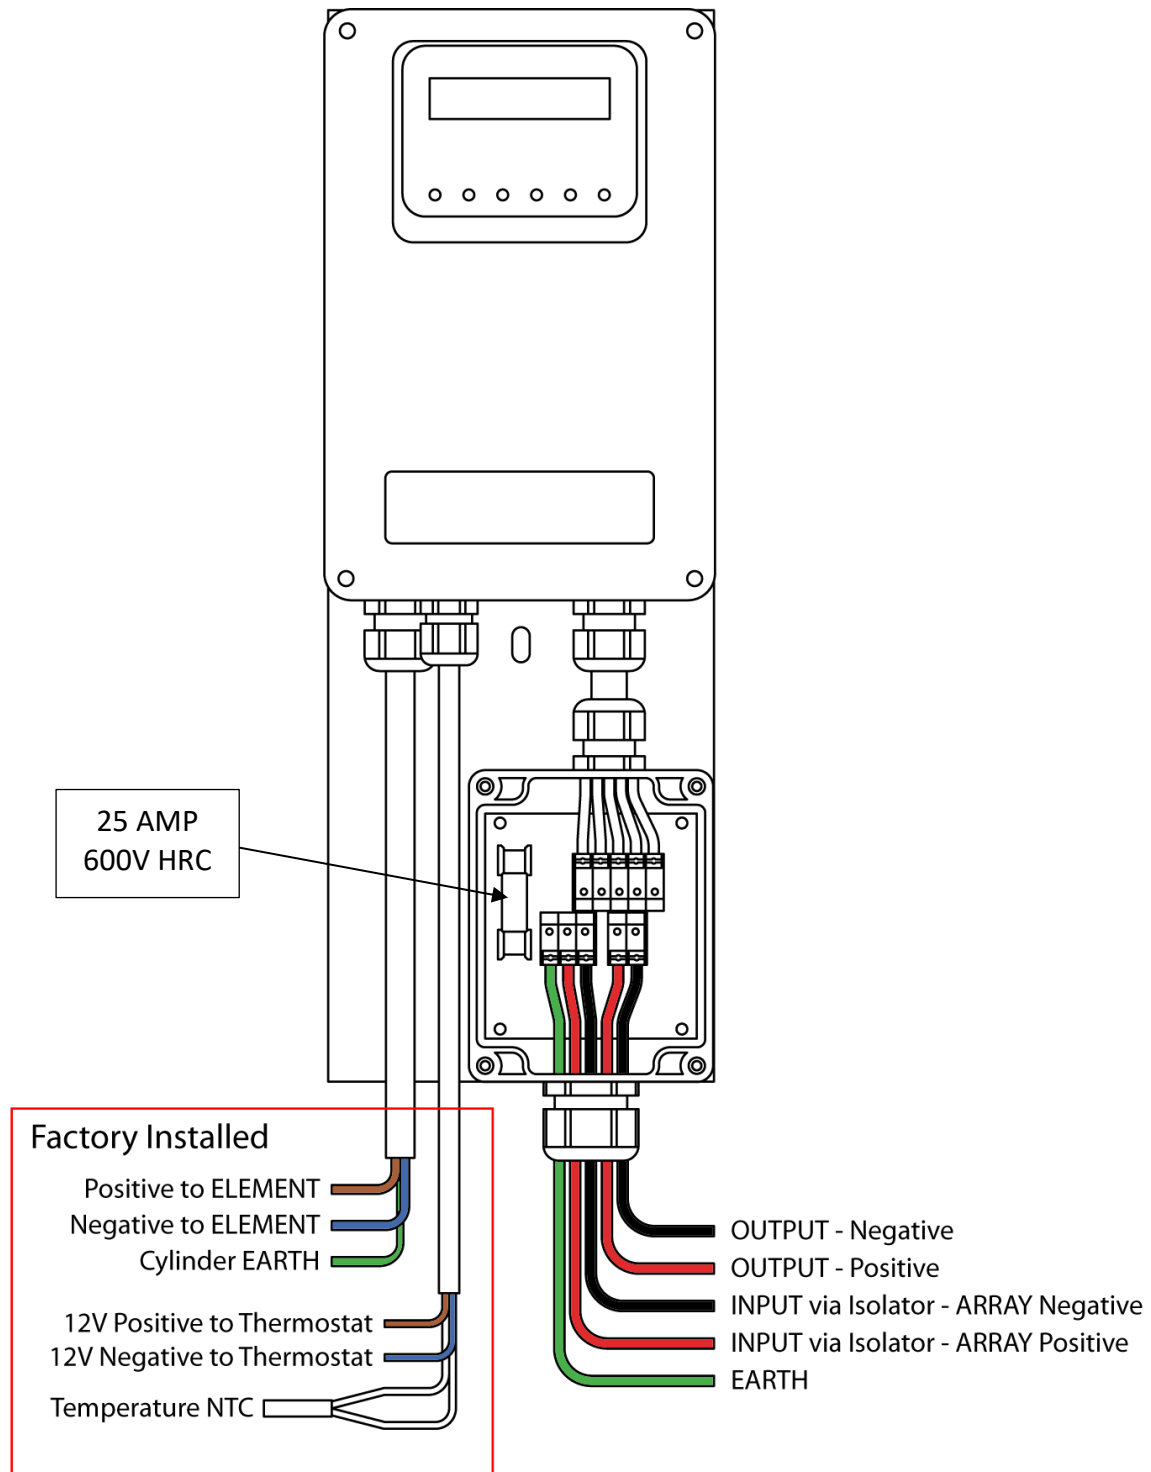 25 AMP
600V HRC
Factory Installed
Positive to ELEMENT
Negative to ELEMENT
Cylinder EARTH
12V Positive to Thermostat
12V Negative to Thermostat
Temperature NTC
OUTPUT - Negative
OUTPUT - Positive
INPUT via Isolator - ARRAY Negative
INPUT via Isolator - ARRAY Positive
EARTH